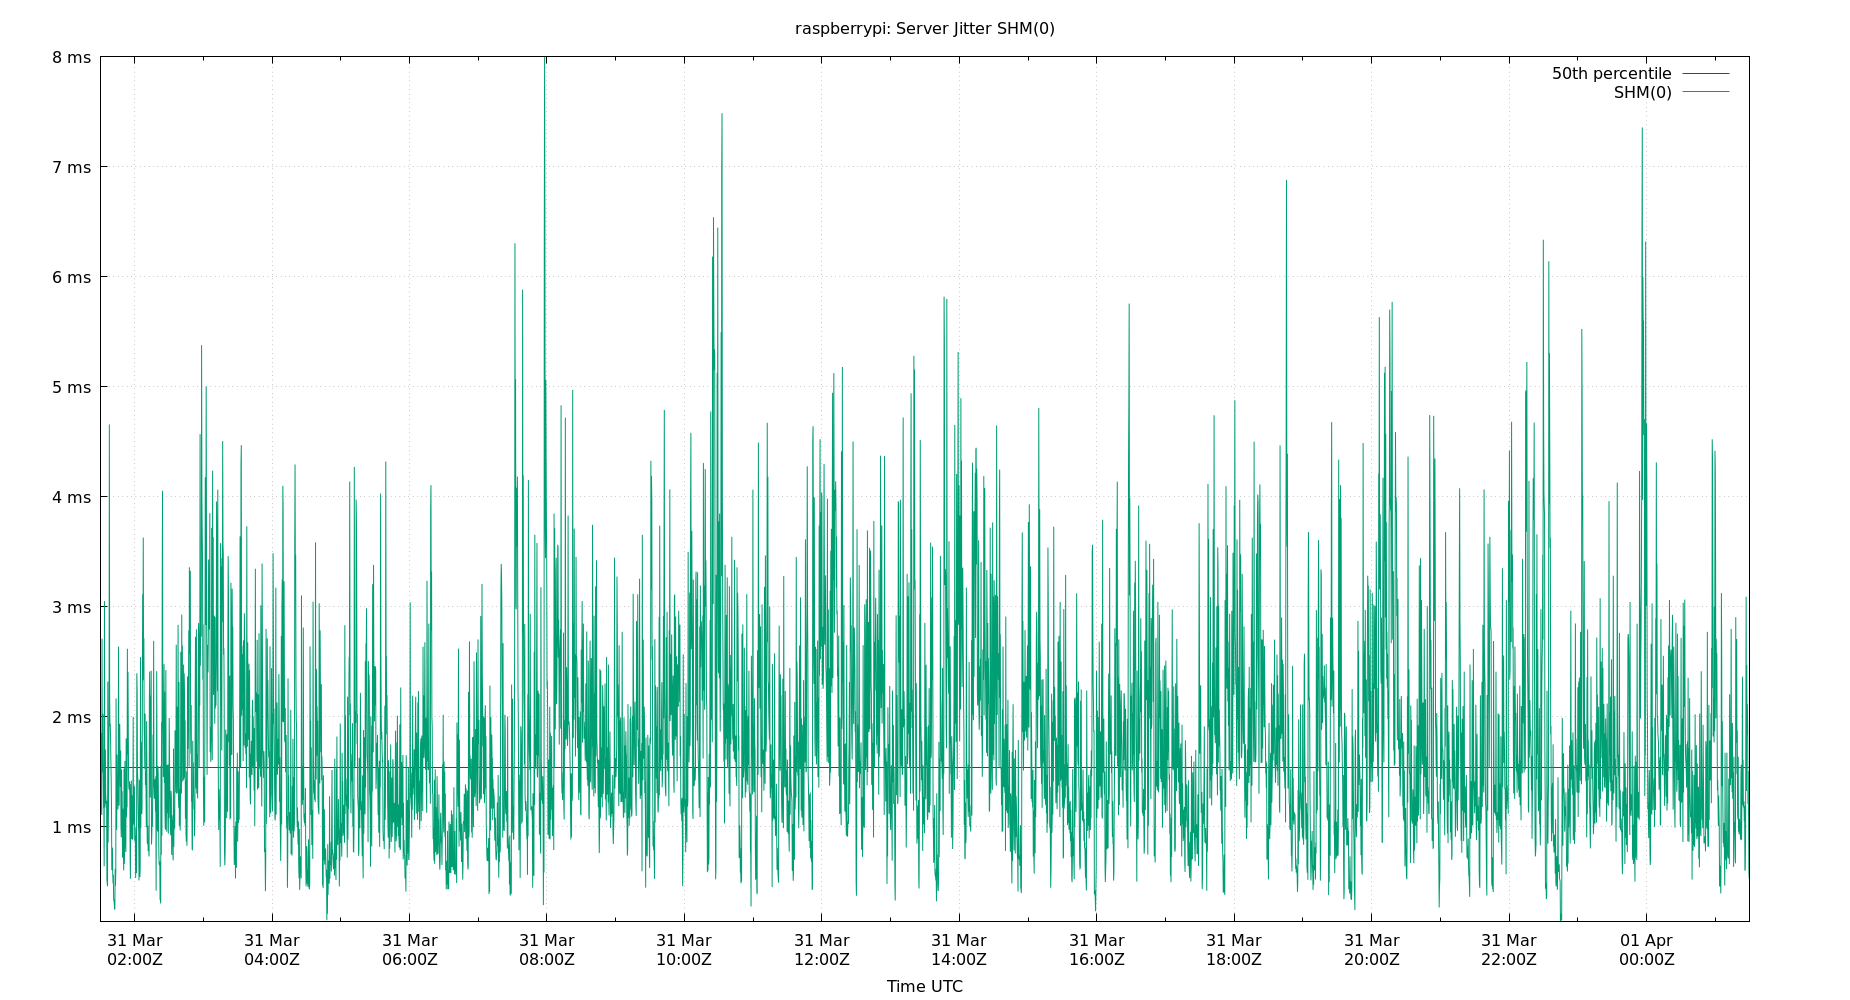 raspberrypi: Server Jitter SHM(0)
8 ms
7 ms
6 ms
5 ms
4 ms
3 ms
2 ms
1 ms
50th percentile
SHM(0)
31 Mar 31 Mar 31 Mar 31 Mar 31 Mar 31 Mar 31 Mar 31 Mar 31 Mar 31 Mar 31 Mar 01 Apr
02:00Z 04:00Z 06:00Z 08:00Z 10:00Z 12:00Z 14:00Z 16:00Z 18:00Z 20:00Z 22:00Z 00:00Z
Time UTC